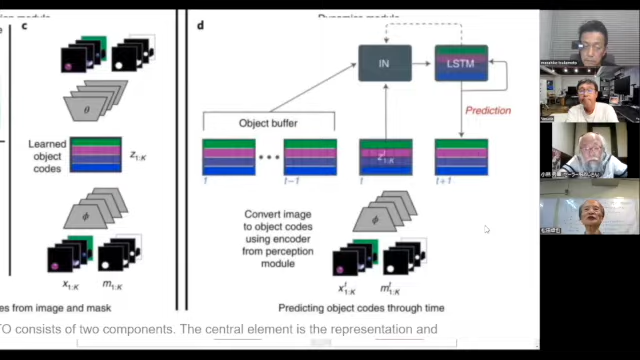 c
d
IN
LSTM
Prediction
θ
Object buffer
Learned
object
codes
z1:K
1
t−1
t
zt1:K
t+1
ϕ
Convert image
to object codes
using encoder
from perception
module
ϕ
x1:K
m1:K
xt1:K
mt1:K
es from image and mask
Predicting object codes through time
TO consists of two components. The central element is the representation and